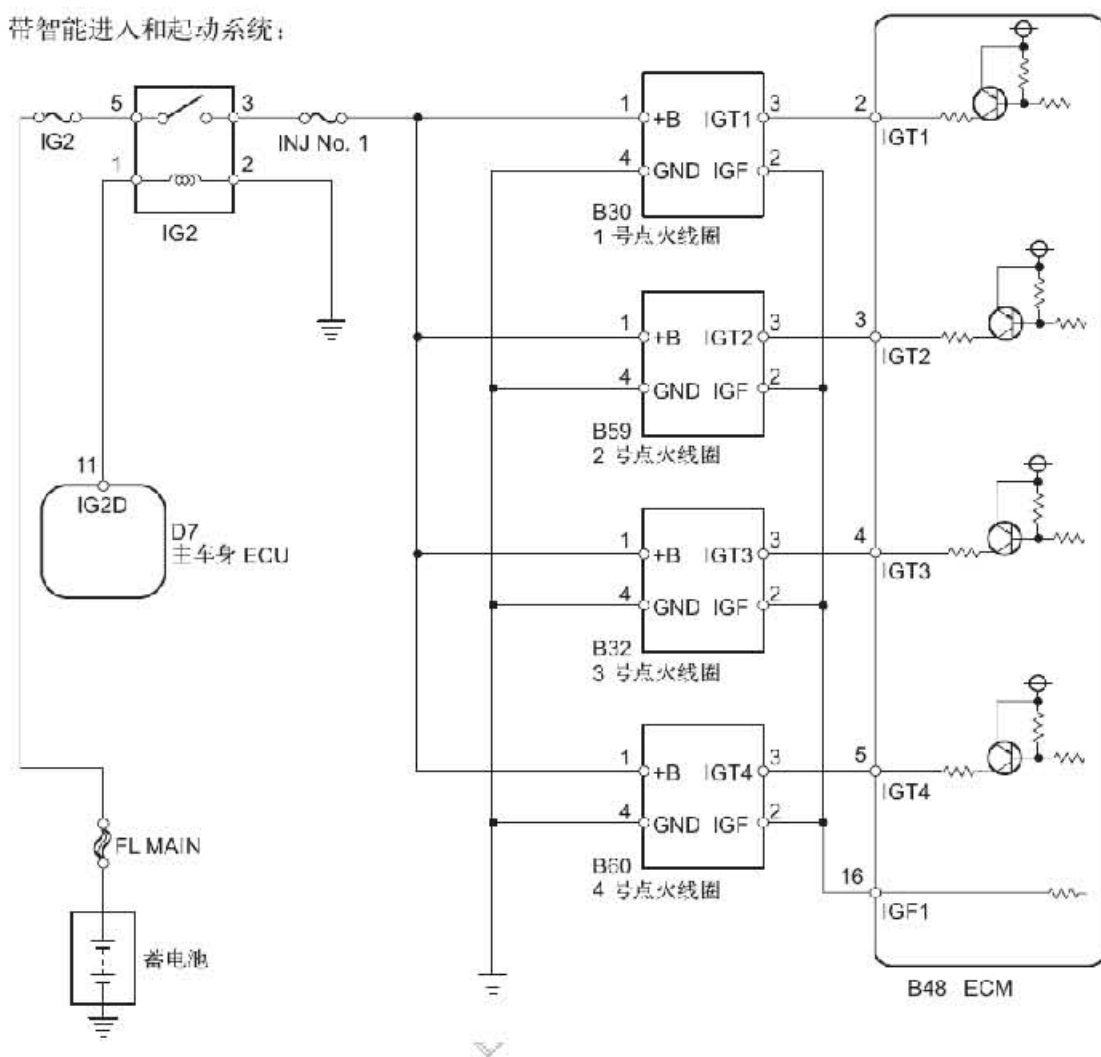 带智能进入和起动系统:
5
3
IG2
INJ No. 1
1
2
IG2
11
IG2D
D7
主车身 ECU
FL MAIN
蓄电池
1
+B
IGT1
3
2
IGT1
4
GND
IGF
2
B30
1 号点火线圈
1
+B
IGT2
3
3
IGT2
4
GND
IGF
2
B59
2 号点火线圈
1
+B
IGT3
3
4
IGT3
4
GND
IGF
2
B32
3 号点火线圈
1
+B
IGT4
3
5
IGT4
4
GND
IGF
2
B60
4 号点火线圈
16
IGF1
B48 ECM